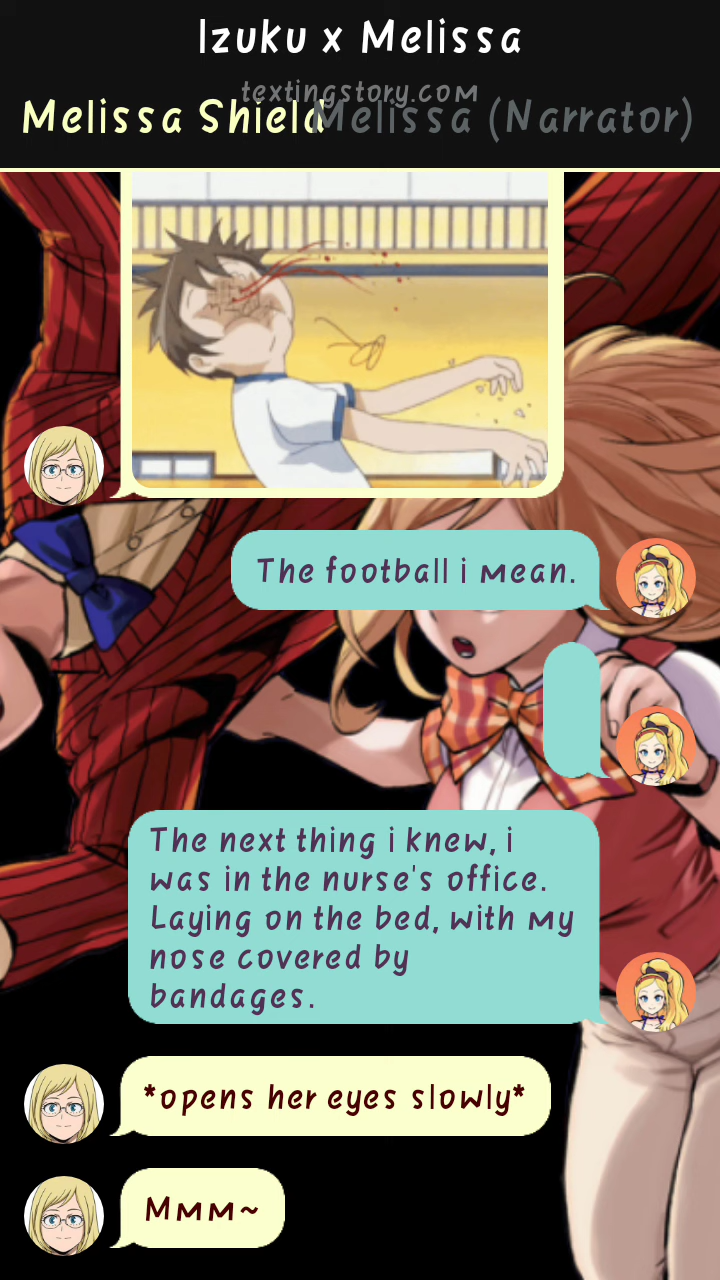 Izuku x Melissa
textingstory.com
Melissa Shield
Melissa (Narrator)
The football i mean.
The next thing i knew, i
was in the nurse's office.
Laying on the bed, with my
nose covered by
bandages.
*opens her eyes slowly*
Mmm~